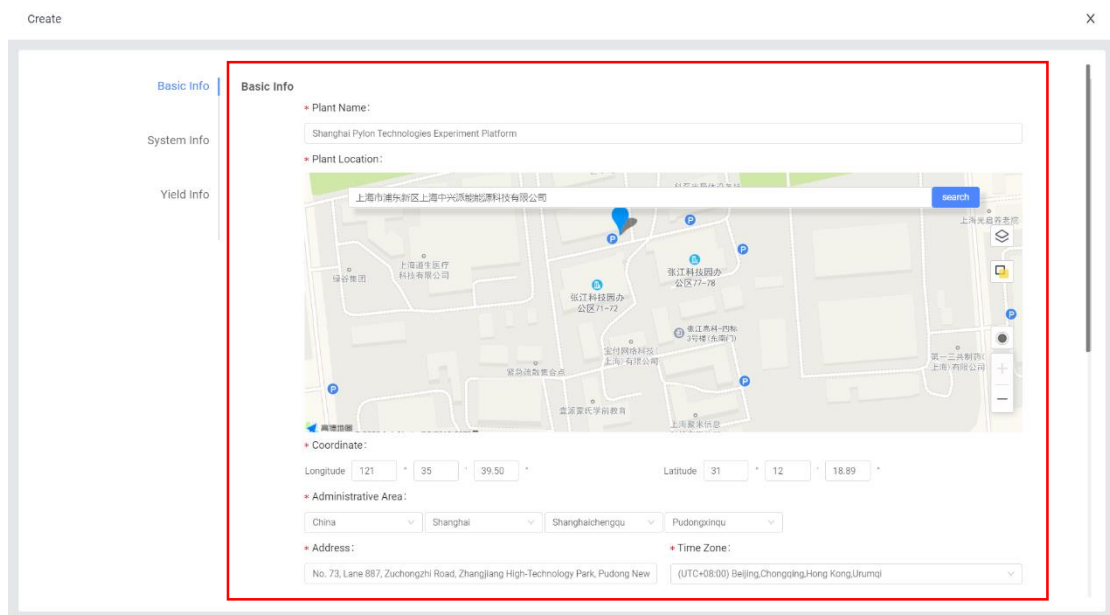 Create
X
Basic Info
System Info
Yield Info
Basic Info
* Plant Name:
Shanghai Pylon Technologies Experiment Platform
* Plant Location:
上海市浦东新区上海中兴派能能源科技有限公司
search
上海光启养老院
绿谷集团
上海道生医疗
科技有限公司
张江科技园办
公区77-78
张江科技园办
公区71-72
张江高科-四标
3号楼(东南门)
宝付网络科技(
上海)有限公司
紧急疏散集合点
第一三共制药(
上海)有限公司
高德地图
* Coordinate:
Longitude 121 ° 35 ' 39.50 "
Latitude 31 ° 12 ' 18.89 "
* Administrative Area:
China Shanghai Shanghaichengqu Pudongxinqu
* Address:
No. 73, Lane 887, Zuchongzhi Road, Zhangjiang High-Technology Park, Pudong New
* Time Zone:
(UTC+08:00) Beijing,Chongqing,Hong Kong,Urumqi